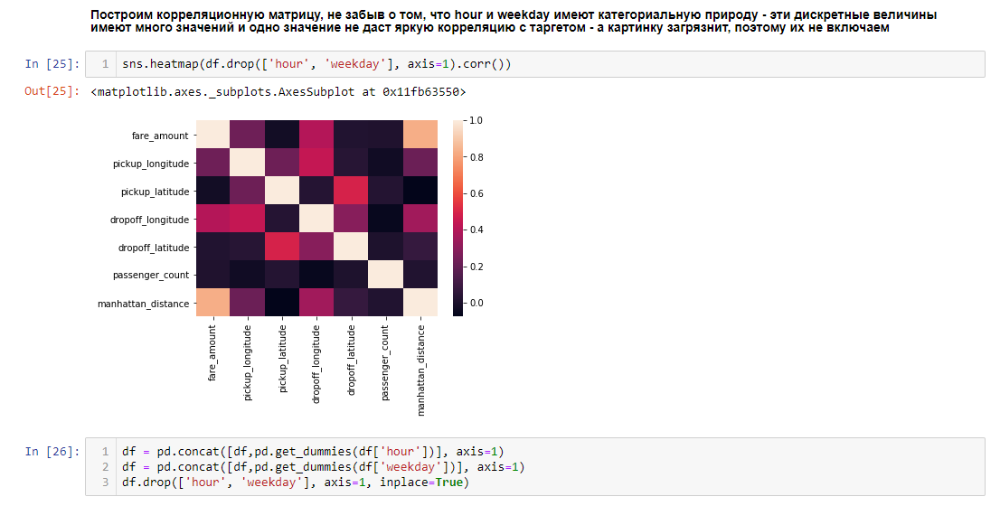 Построим корреляционную матрицу, не забыв о том, что hour и weekday имеют категориальную природу - эти дискретные величины
имеют много значений и одно значение не даст яркую корреляцию с таргетом - а картинку загрязнит, поэтому их не включаем
In [25]: 1 sns.heatmap(df.drop(['hour', 'weekday'], axis=1).corr())
Out[25]: <matplotlib.axes._subplots.AxesSubplot at 0x11fb63550>
fare_amount
pickup_longitude
pickup_latitude
dropoff_longitude
dropoff_latitude
passenger_count
manhattan_distance
1.0
0.8
0.6
0.4
0.2
0.0
fare_amount
pickup_longitude
pickup_latitude
dropoff_longitude
dropoff_latitude
passenger_count
manhattan_distance
In [26]: 1 df = pd.concat([df,pd.get_dummies(df['hour'])], axis=1)
2 df = pd.concat([df,pd.get_dummies(df['weekday'])], axis=1)
3 df.drop(['hour', 'weekday'], axis=1, inplace=True)